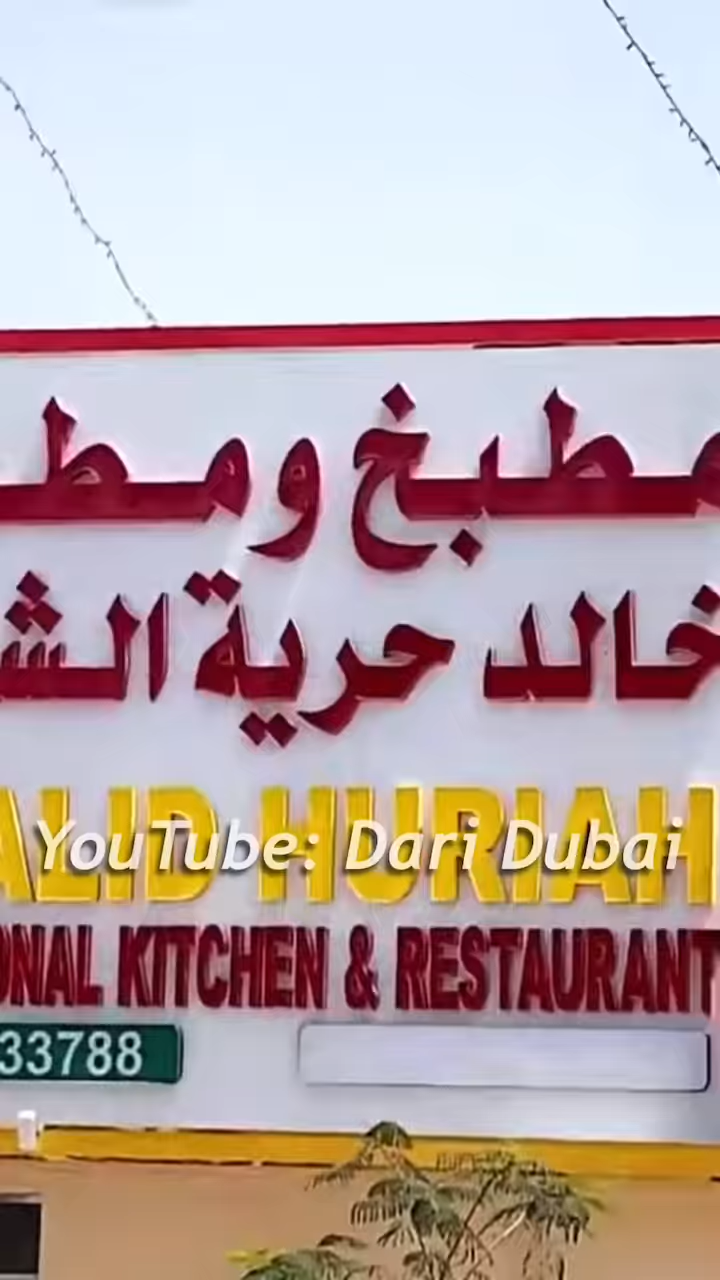 مطبخ ومط
خالد حرية الش
ALID HURIAH
YouTube: Dari Dubai
ONAL KITCHEN & RESTAURANT
33788